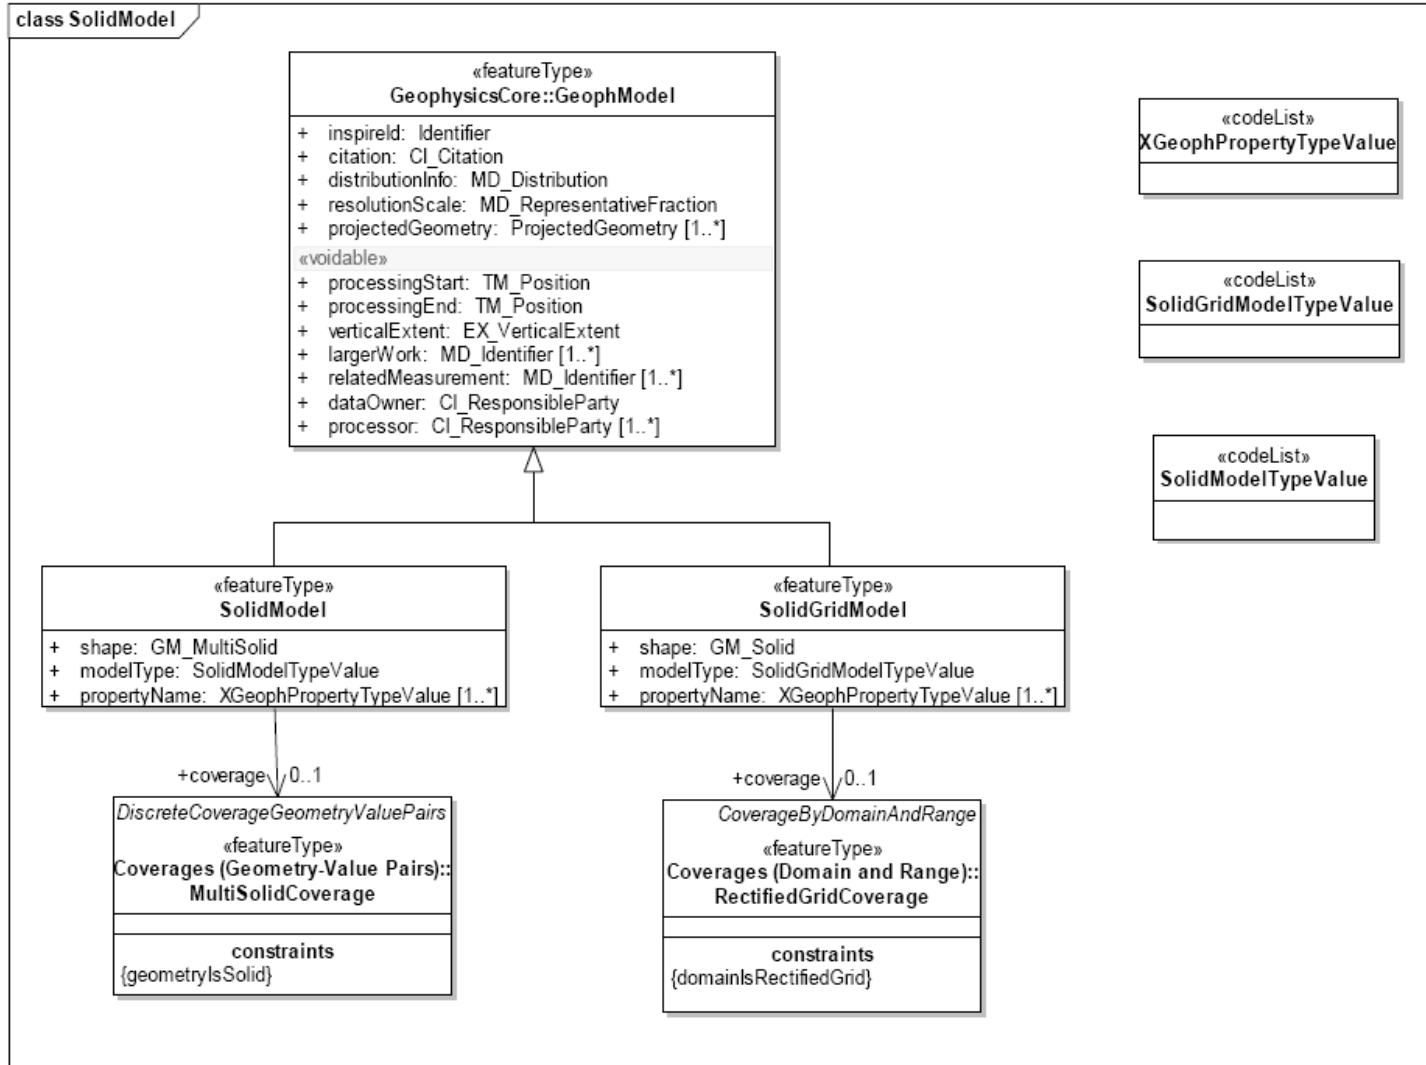 class SolidModel
«featureType»
GeophysicsCore::GeophModel
+ inspireId: Identifier
+ citation: CI_Citation
+ distributionInfo: MD_Distribution
+ resolutionScale: MD_RepresentativeFraction
+ projectedGeometry: ProjectedGeometry [1..*]
«voidable»
+ processingStart: TM_Position
+ processingEnd: TM_Position
+ verticalExtent: EX_VerticalExtent
+ largerWork: MD_Identifier [1..*]
+ relatedMeasurement: MD_Identifier [1..*]
+ dataOwner: CI_ResponsibleParty
+ processor: CI_ResponsibleParty [1..*]
«codeList»
XGeophPropertyTypeValue
«codeList»
SolidGridModelTypeValue
«codeList»
SolidModelTypeValue
«featureType»
SolidModel
+ shape: GM_MultiSolid
+ modelType: SolidModelTypeValue
+ propertyName: XGeophPropertyTypeValue [1..*]
«featureType»
SolidGridModel
+ shape: GM_Solid
+ modelType: SolidGridModelTypeValue
+ propertyName: XGeophPropertyTypeValue [1..*]
+coverage 0..1
+coverage 0..1
DiscreteCoverageGeometryValuePairs
«featureType»
Coverages (Geometry-Value Pairs)::
MultiSolidCoverage
constraints
{geometryIsSolid}
CoverageByDomainAndRange
«featureType»
Coverages (Domain and Range)::
RectifiedGridCoverage
constraints
{domainIsRectifiedGrid}